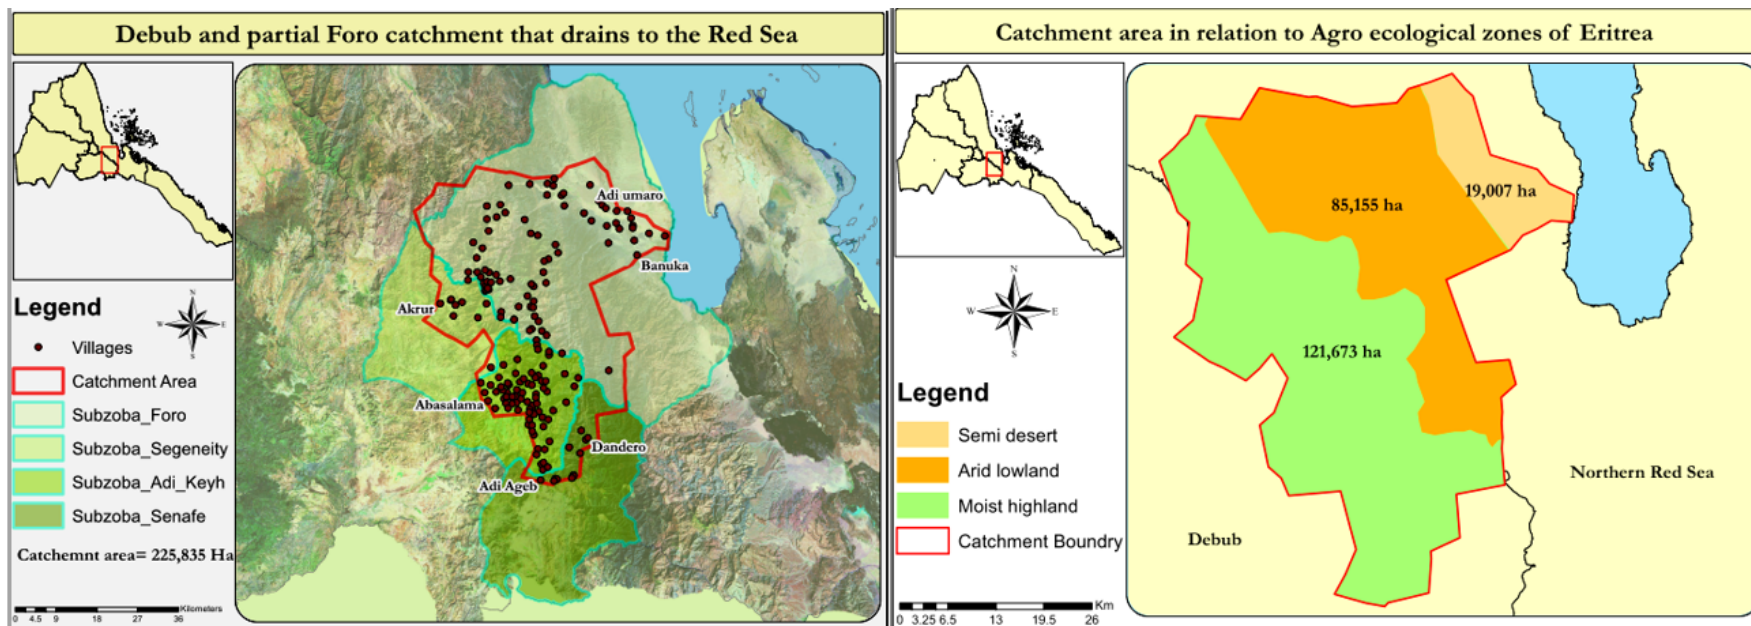 Debub and partial Foro catchment that drains to the Red Sea
Adi umaro
Banuka
Akrur
Abasalama
Dandero
Adi Ageb
N
W E
S
Legend
Villages
Catchment Area
Subzoba_Foro
Subzoba_Segeneity
Subzoba_Adi_Keyh
Subzoba_Senafe
Catchemnt area= 225,835 Ha
Kilometers
0 4.5 9 18 27 36
Catchment area in relation to Agro ecological zones of Eritrea
19,007 ha
85,155 ha
121,673 ha
Northern Red Sea
Debub
N
W E
S
Legend
Semi desert
Arid lowland
Moist highland
Catchment Boundry
Km
0 3.25 6.5 13 19.5 26